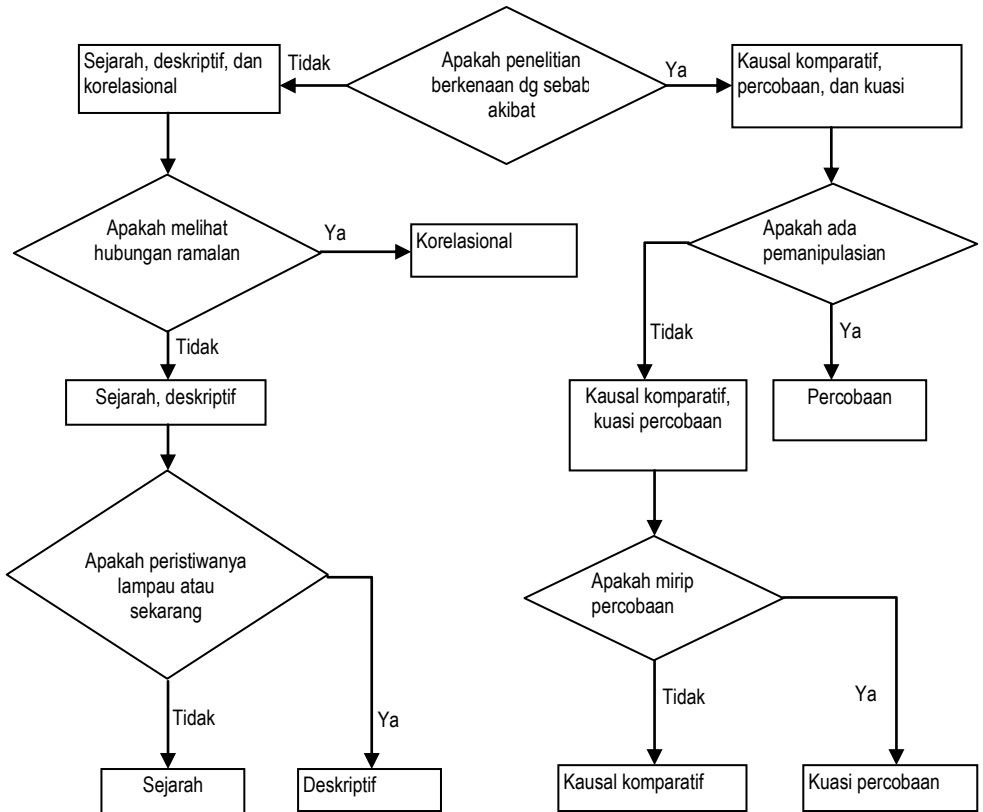 Sejarah, deskriptif, dan
korelasional
Tidak
Apakah penelitian
berkenaan dg sebab
akibat
Ya
Kausal komparatif,
percobaan, dan kuasi
Apakah melihat
hubungan ramalan
Ya
Korelasional
Apakah ada
pemanipulasian
Tidak
Tidak
Ya
Sejarah, deskriptif
Kausal komparatif,
kuasi percobaan
Percobaan
Apakah peristiwanya
lampau atau
sekarang
Apakah mirip
percobaan
Tidak
Ya
Tidak
Ya
Sejarah
Deskriptif
Kausal komparatif
Kuasi percobaan